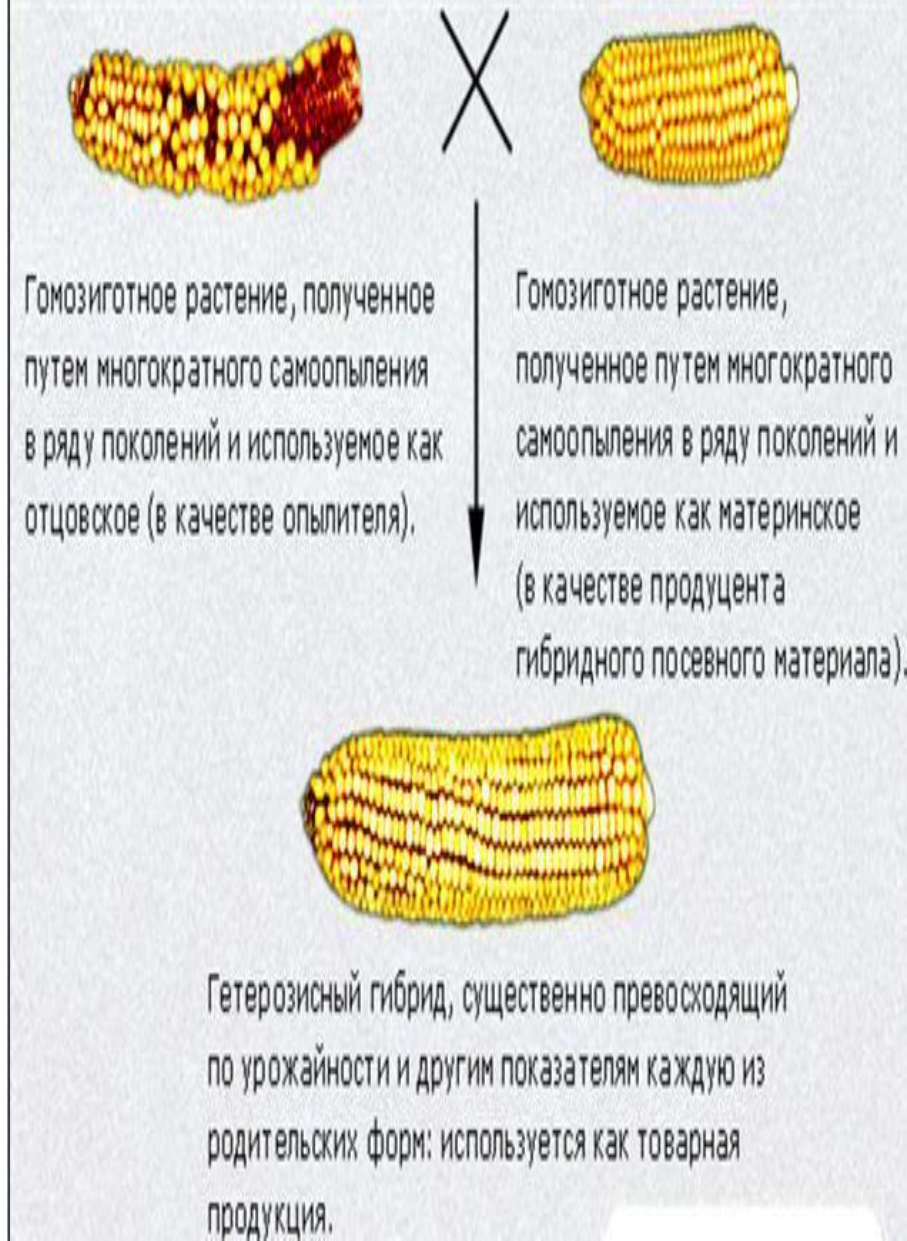 Гомозиготное растение, полученное
путем многократного самоопыления
в ряду поколений и используемое как
отцовское (в качестве опылителя).
Гомозиготное растение,
полученное путем многократного
самоопыления в ряду поколений и
используемое как материнское
(в качестве продуцента
гибридного посевного материала).
Гетерозисный гибрид, существенно превосходящий
по урожайности и другим показателям каждую из
родительских форм: используется как товарная
продукция.